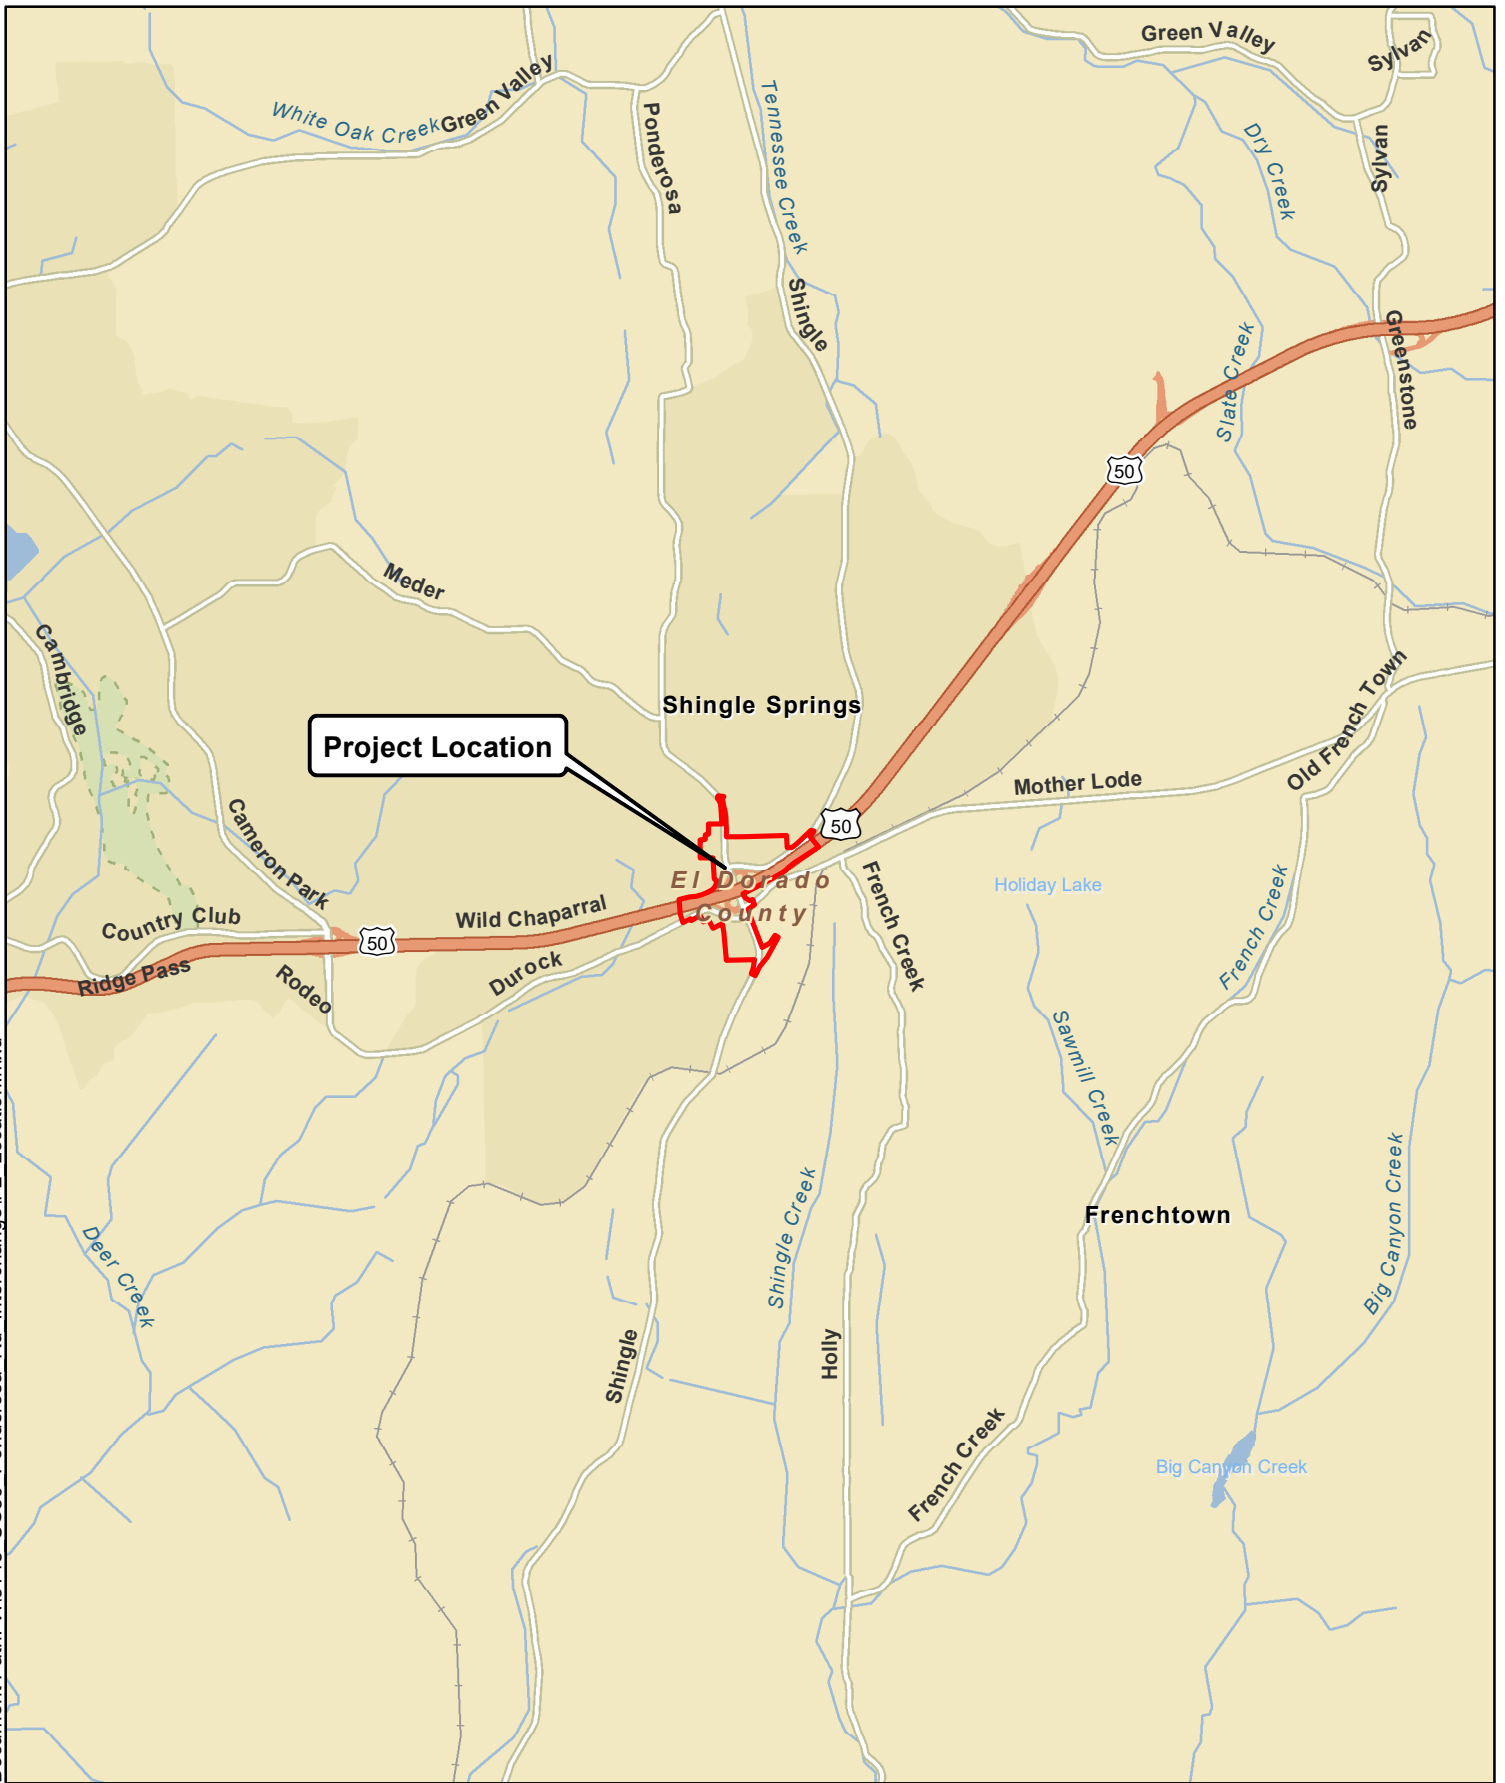 Green Valley
Sylvan
White Oak Creek
Green Valley
Ponderosa
Tennessee Creek
Dry Creek
Sylvan
Shingle
Greenstone
Slate Creek
50
Meder
Cambridge
Shingle Springs
Old French Town
Project Location
Mother Lode
50
Cameron Park
El Dorado
County
French Creek
Holiday Lake
French Creek
Country Club
Wild Chaparral
50
Ridge Pass
Rodeo
Durock
Sawmill Creek
Shingle Creek
Big Canyon Creek
Frenchtown
Deer Creek
Shingle
Holly
French Creek
Big Canyon Creek